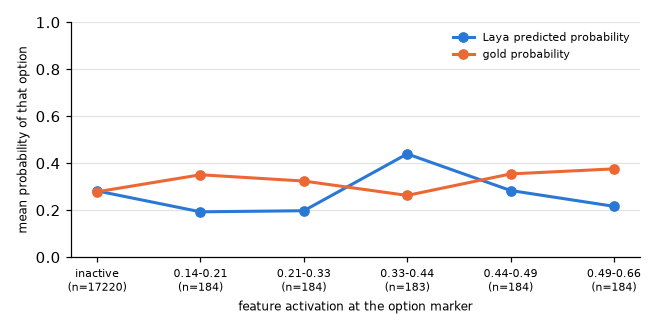 1.0
0.8
0.6
0.4
0.2
0.0
mean probability of that option
Laya predicted probability
gold probability
inactive
(n=17220)
0.14-0.21
(n=184)
0.21-0.33
(n=184)
0.33-0.44
(n=183)
0.44-0.49
(n=184)
0.49-0.66
(n=184)
feature activation at the option marker